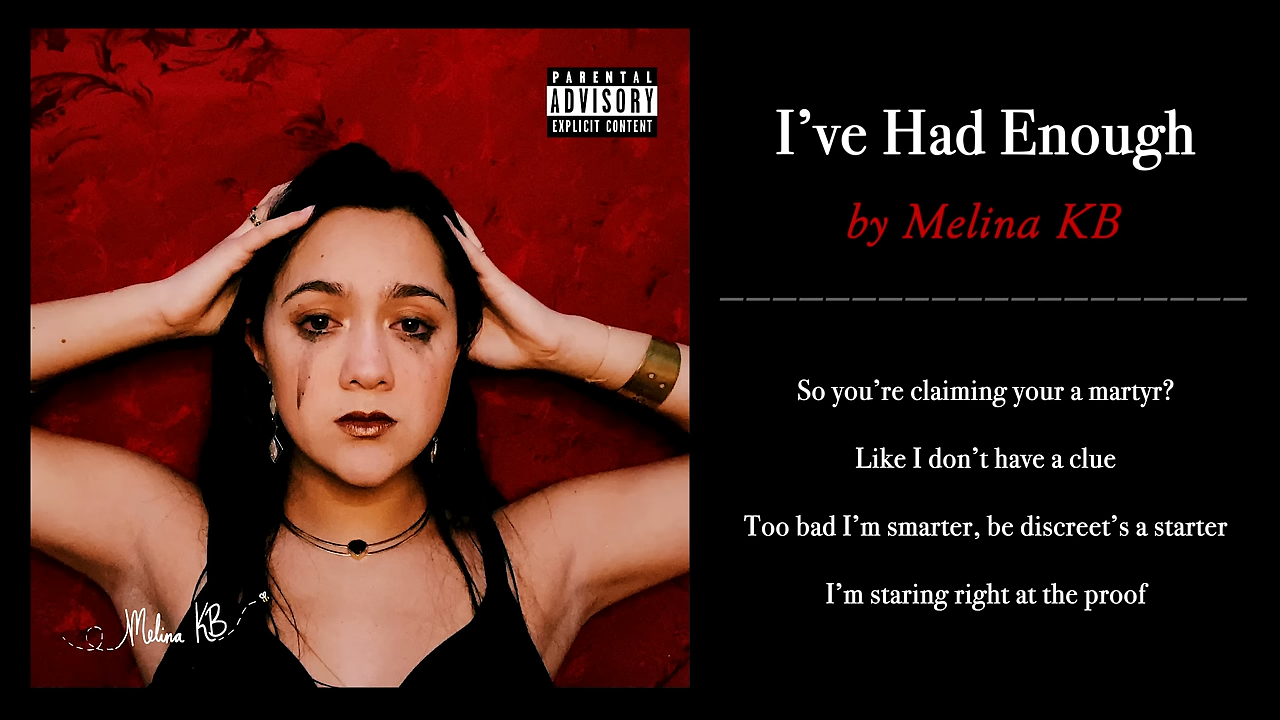 PARENTAL
ADVISORY
EXPLICIT CONTENT
Melina KB
I’ve Had Enough
by Melina KB
So you’re claiming your a martyr?
Like I don’t have a clue
Too bad I’m smarter, be discreet’s a starter
I’m staring right at the proof